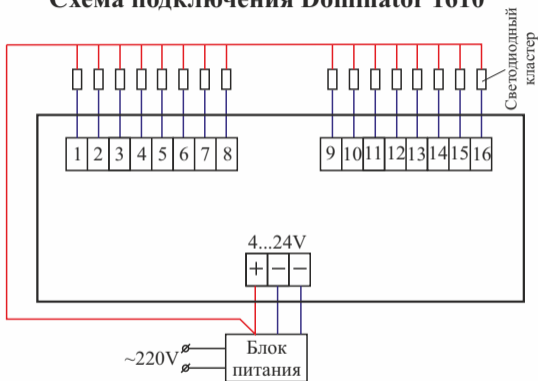 Схема подключения Dominator 1610
Светодиодный
кластер
1 2 3 4 5 6 7 8
9 10 11 12 13 14 15 16
4...24V
+ − −
~220V
Блок
питания